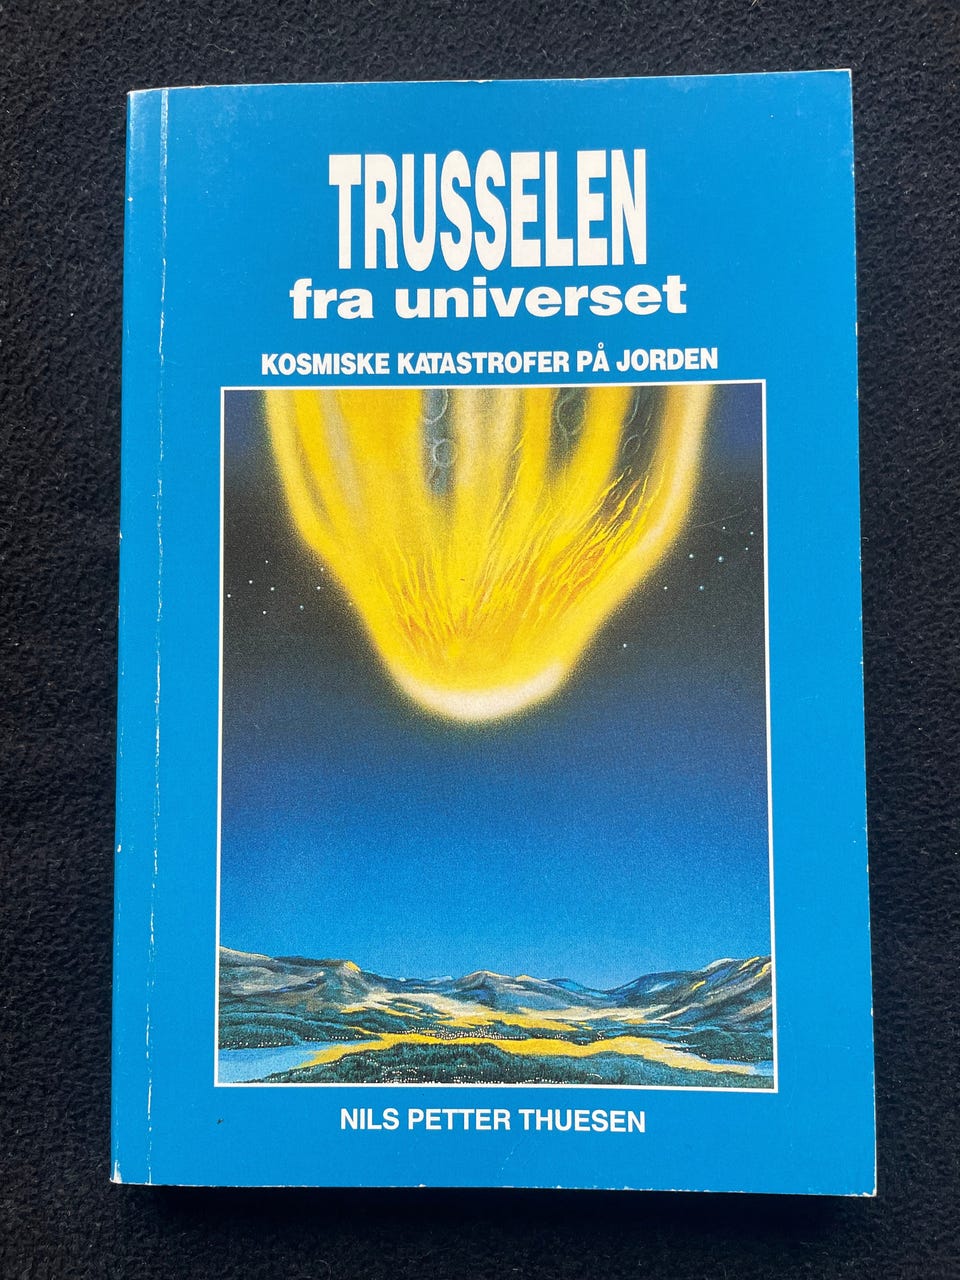 TRUSSELEN
fra universet
KOSMISKE KATASTROFER PÅ JORDEN
NILS PETTER THUESEN